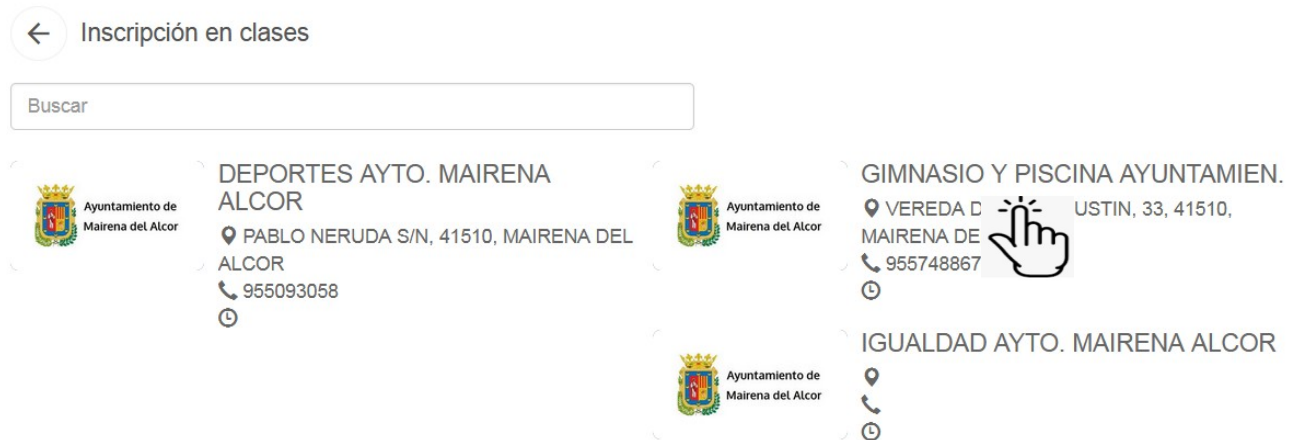 Inscripción en clases
Buscar
Ayuntamiento de
Mairena del Alcor
DEPORTES AYTO. MAIRENA
ALCOR
PABLO NERUDA S/N, 41510, MAIRENA DEL
ALCOR
955093058
Ayuntamiento de
Mairena del Alcor
GIMNASIO Y PISCINA AYUNTAMIEN.
VEREDA USTIN, 33, 41510,
MAIRENA DE
955748867
Ayuntamiento de
Mairena del Alcor
IGUALDAD AYTO. MAIRENA ALCOR